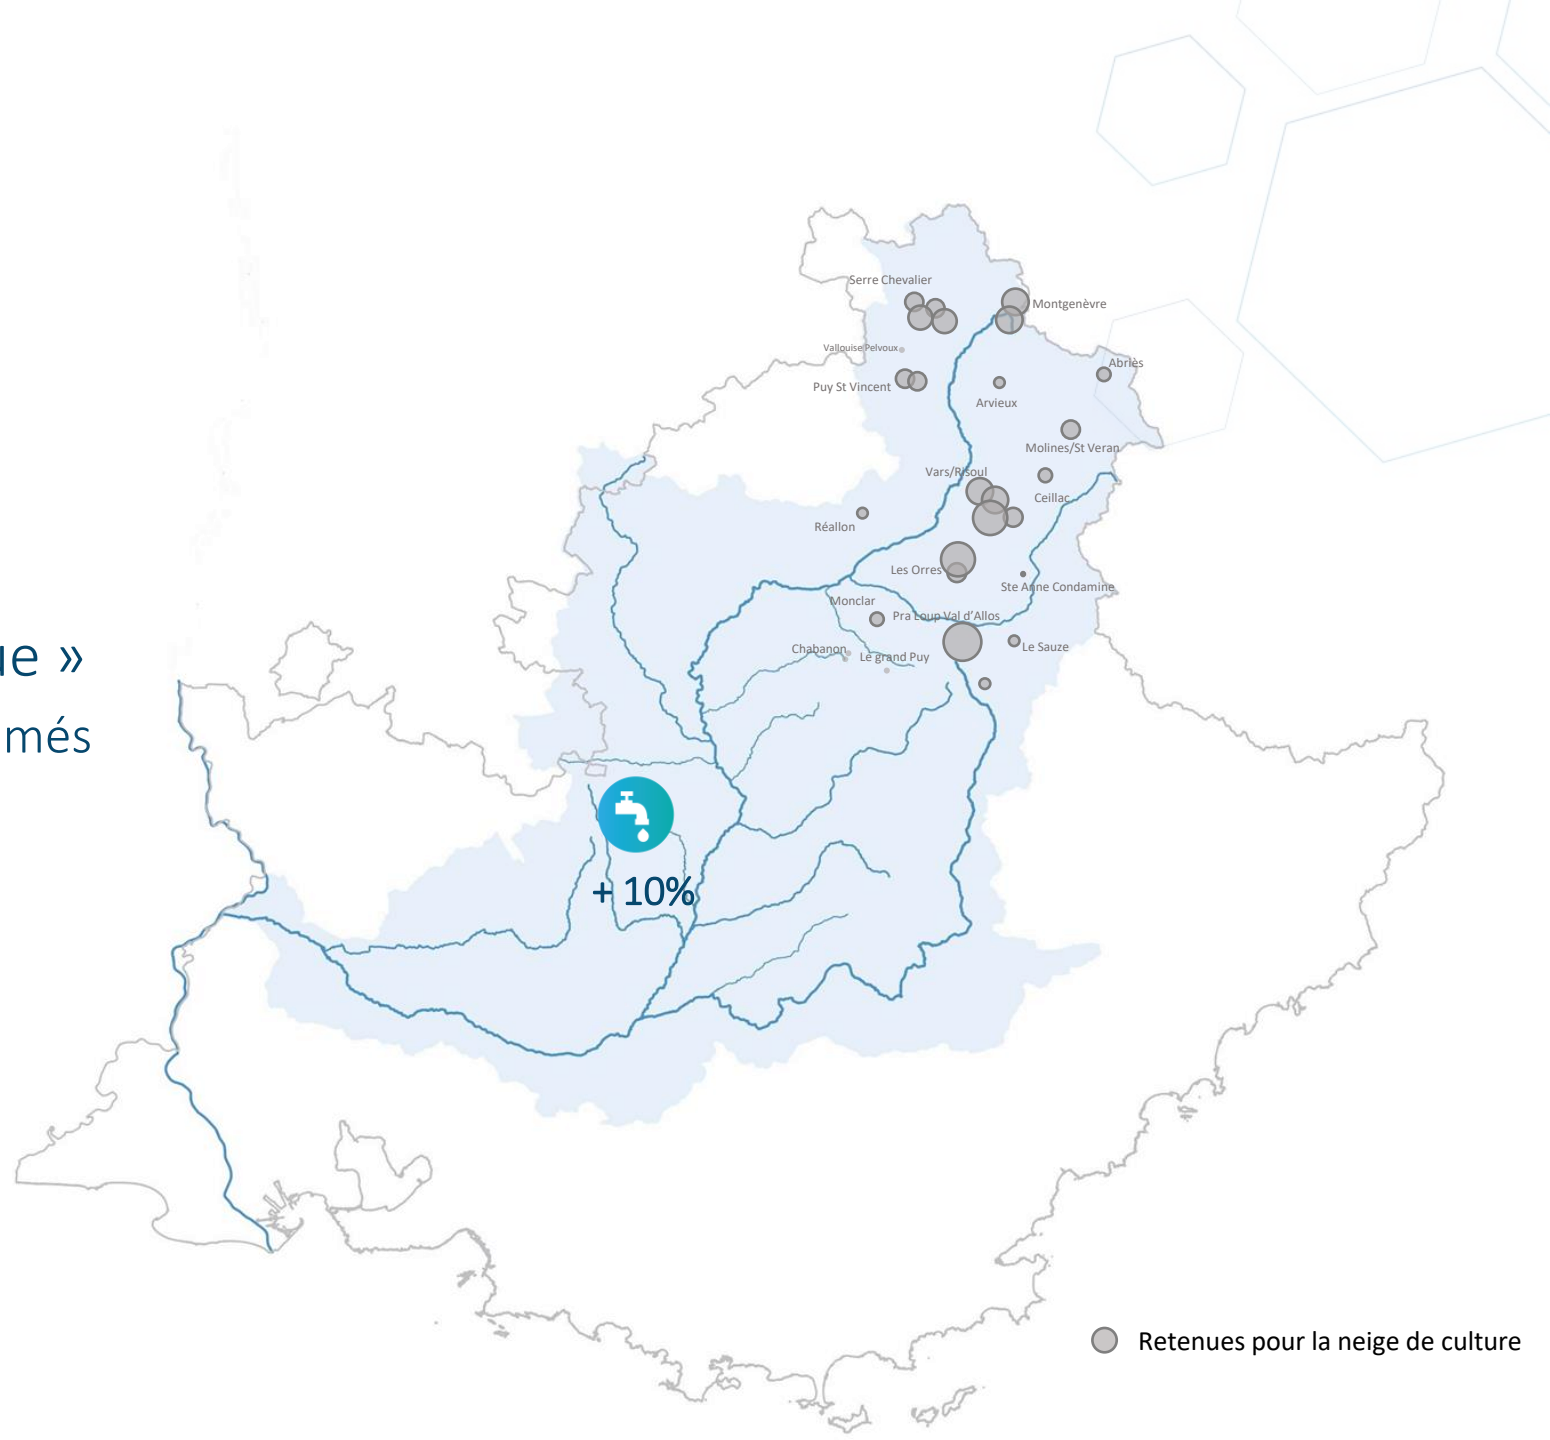 Serre Chevalier
Montgenèvre
Vallouise Pelvoux
Abriès
Puy St Vincent
Arvieux
Molines/St Veran
Vars/Risoul
Ceillac
Réallon
Les Orres
Ste Anne Condamine
Monclar
Pra Loup Val d’Allos
Chabanon
Le grand Puy
Le Sauze
ue »
més
+ 10%
Retenues pour la neige de culture